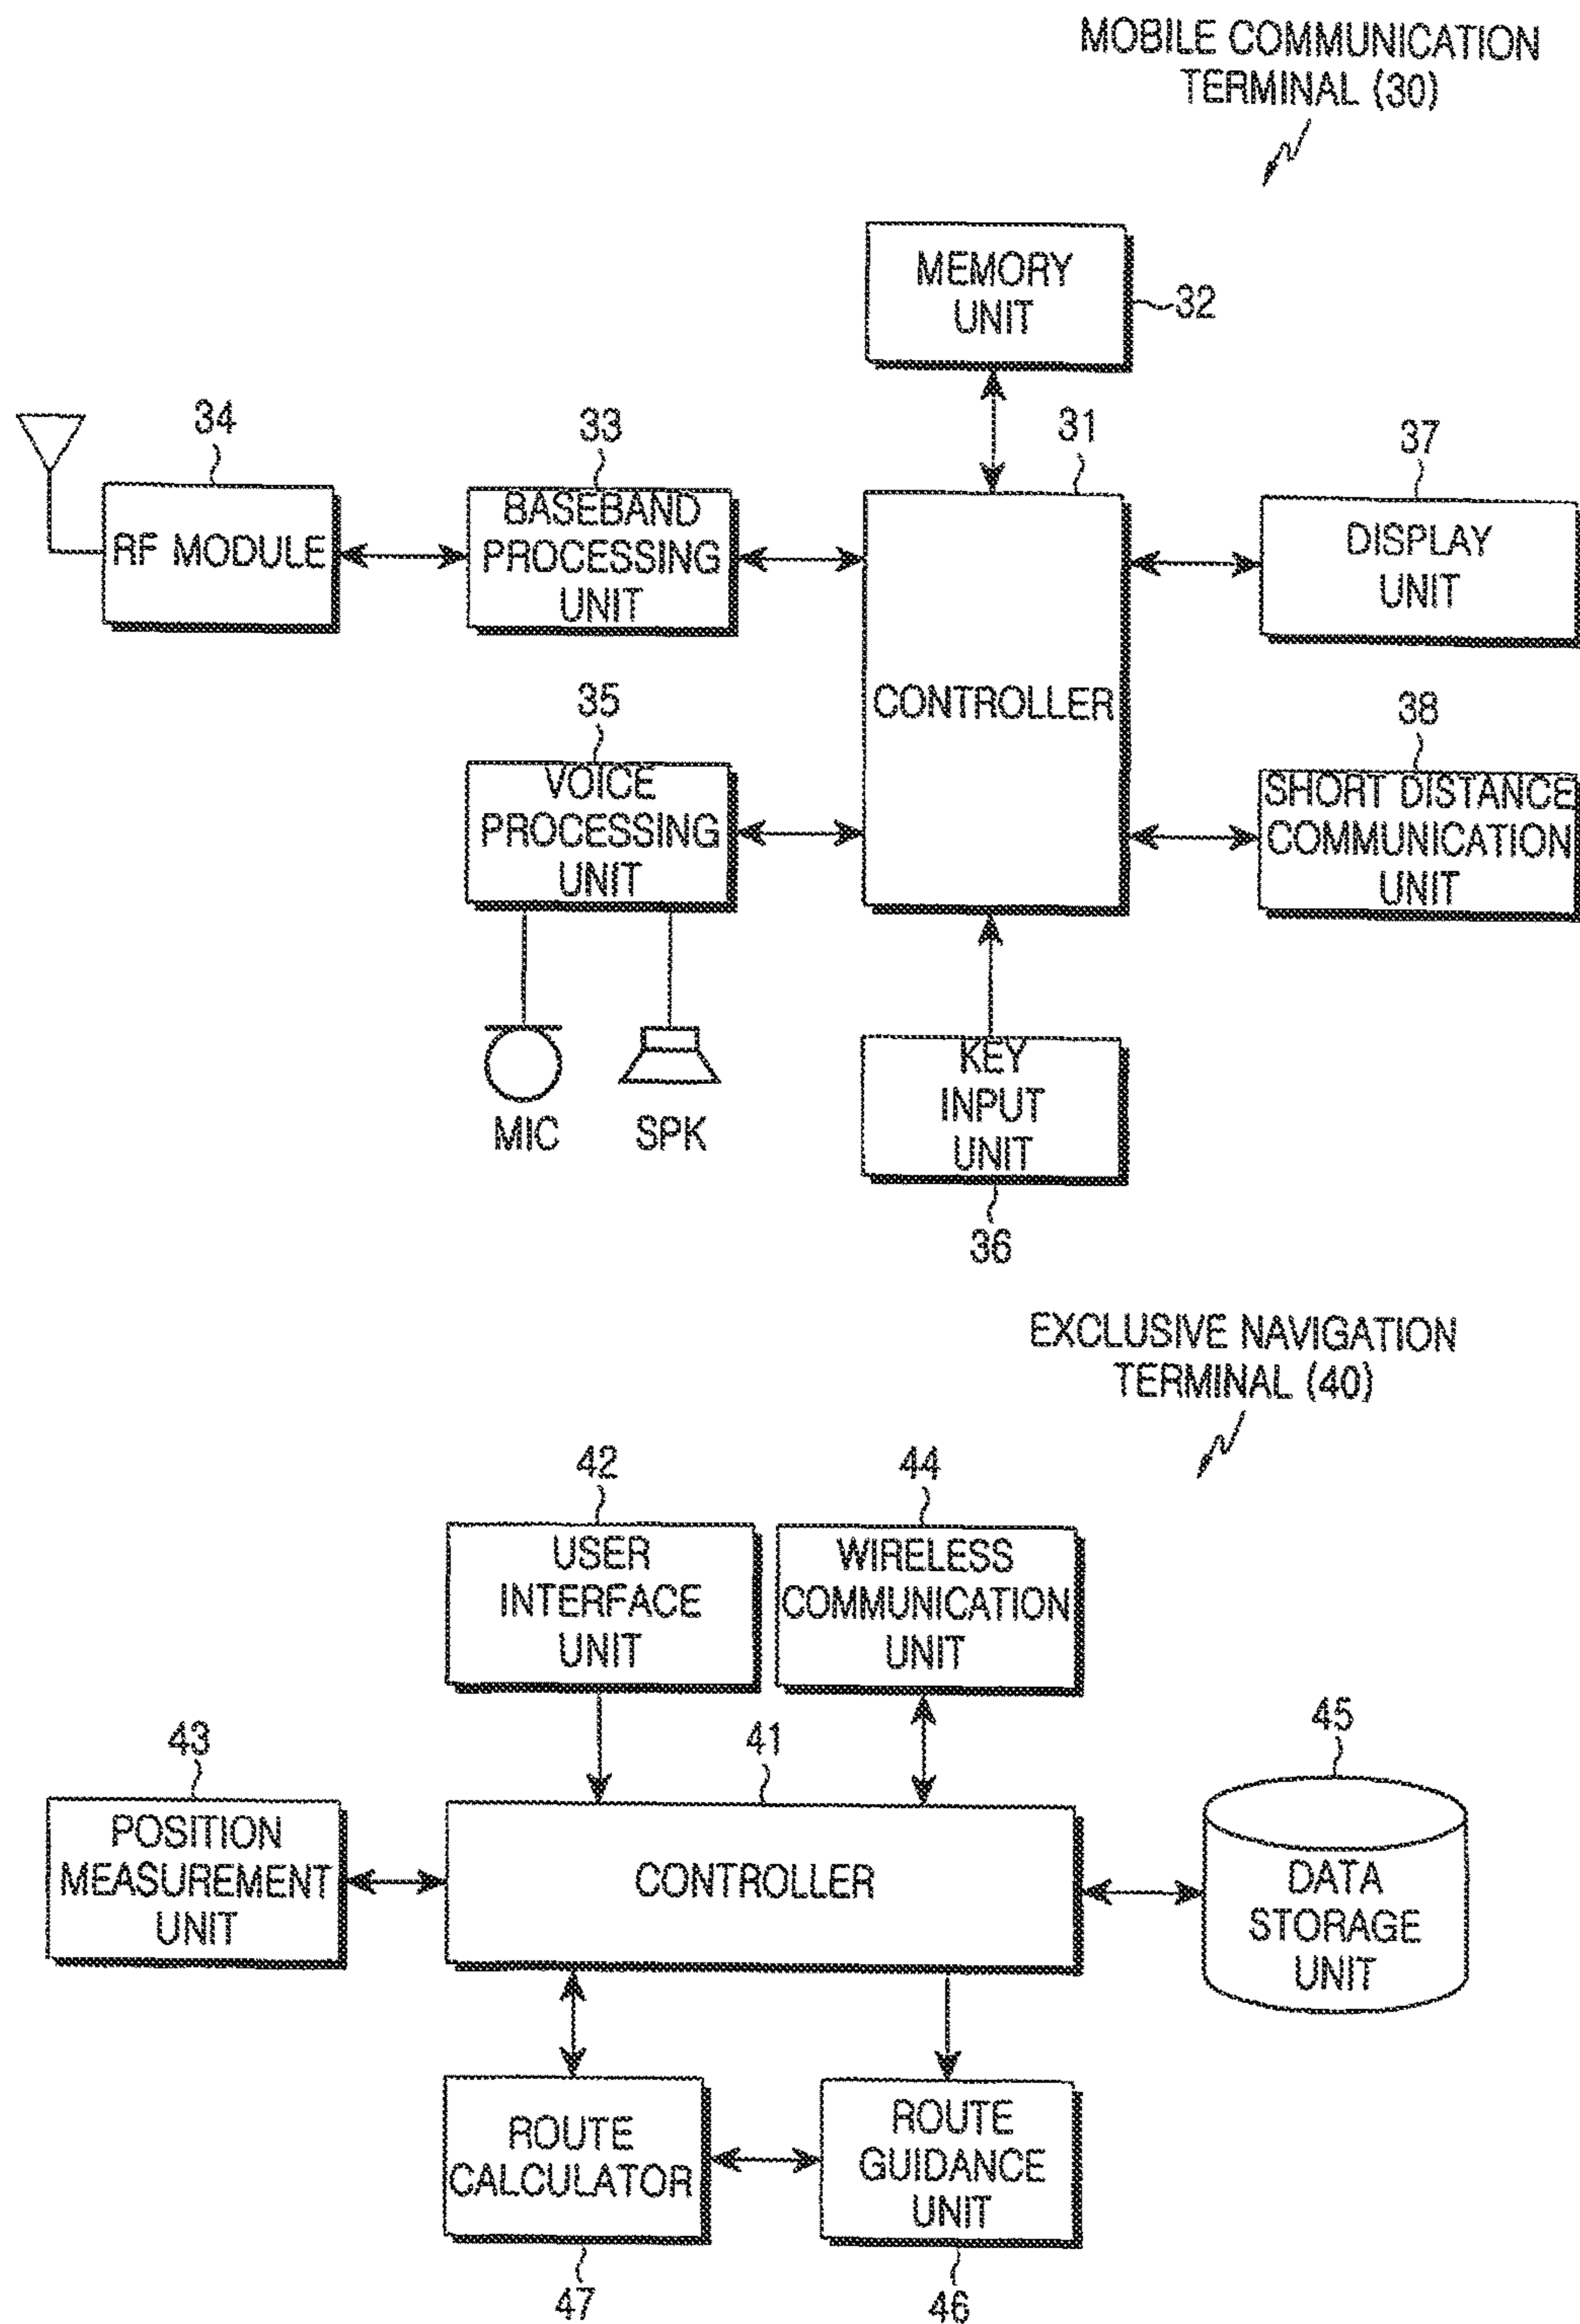 MOBILE COMMUNICATION
TERMINAL (30)
MEMORY
UNIT
32
34
33
31
37
RF MODULE
BASEBAND
PROCESSING
UNIT
DISPLAY
UNIT
CONTROLLER
35
38
VOICE
PROCESSING
UNIT
SHORT DISTANCE
COMMUNICATION
UNIT
MIC
SPK
KEY
INPUT
UNIT
36
EXCLUSIVE NAVIGATION
TERMINAL (40)
42
44
USER
INTERFACE
UNIT
WIRELESS
COMMUNICATION
UNIT
43
41
45
POSITION
MEASUREMENT
UNIT
CONTROLLER
DATA
STORAGE
UNIT
ROUTE
CALCULATOR
ROUTE
GUIDANCE
UNIT
47
46